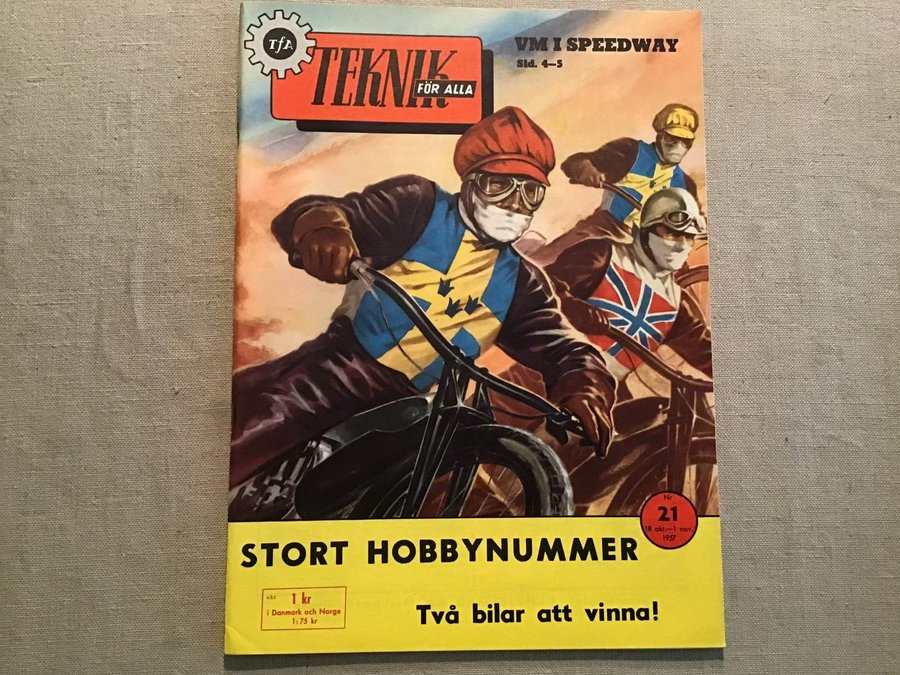 TfA
TEKNIK
FÖR ALLA
VM I SPEEDWAY
Sid. 4–5
Nr
21
18 okt.–1 nov.
1957
STORT HOBBYNUMMER
1 kr
i Danmark och Norge
1:75 kr
Två bilar att vinna!